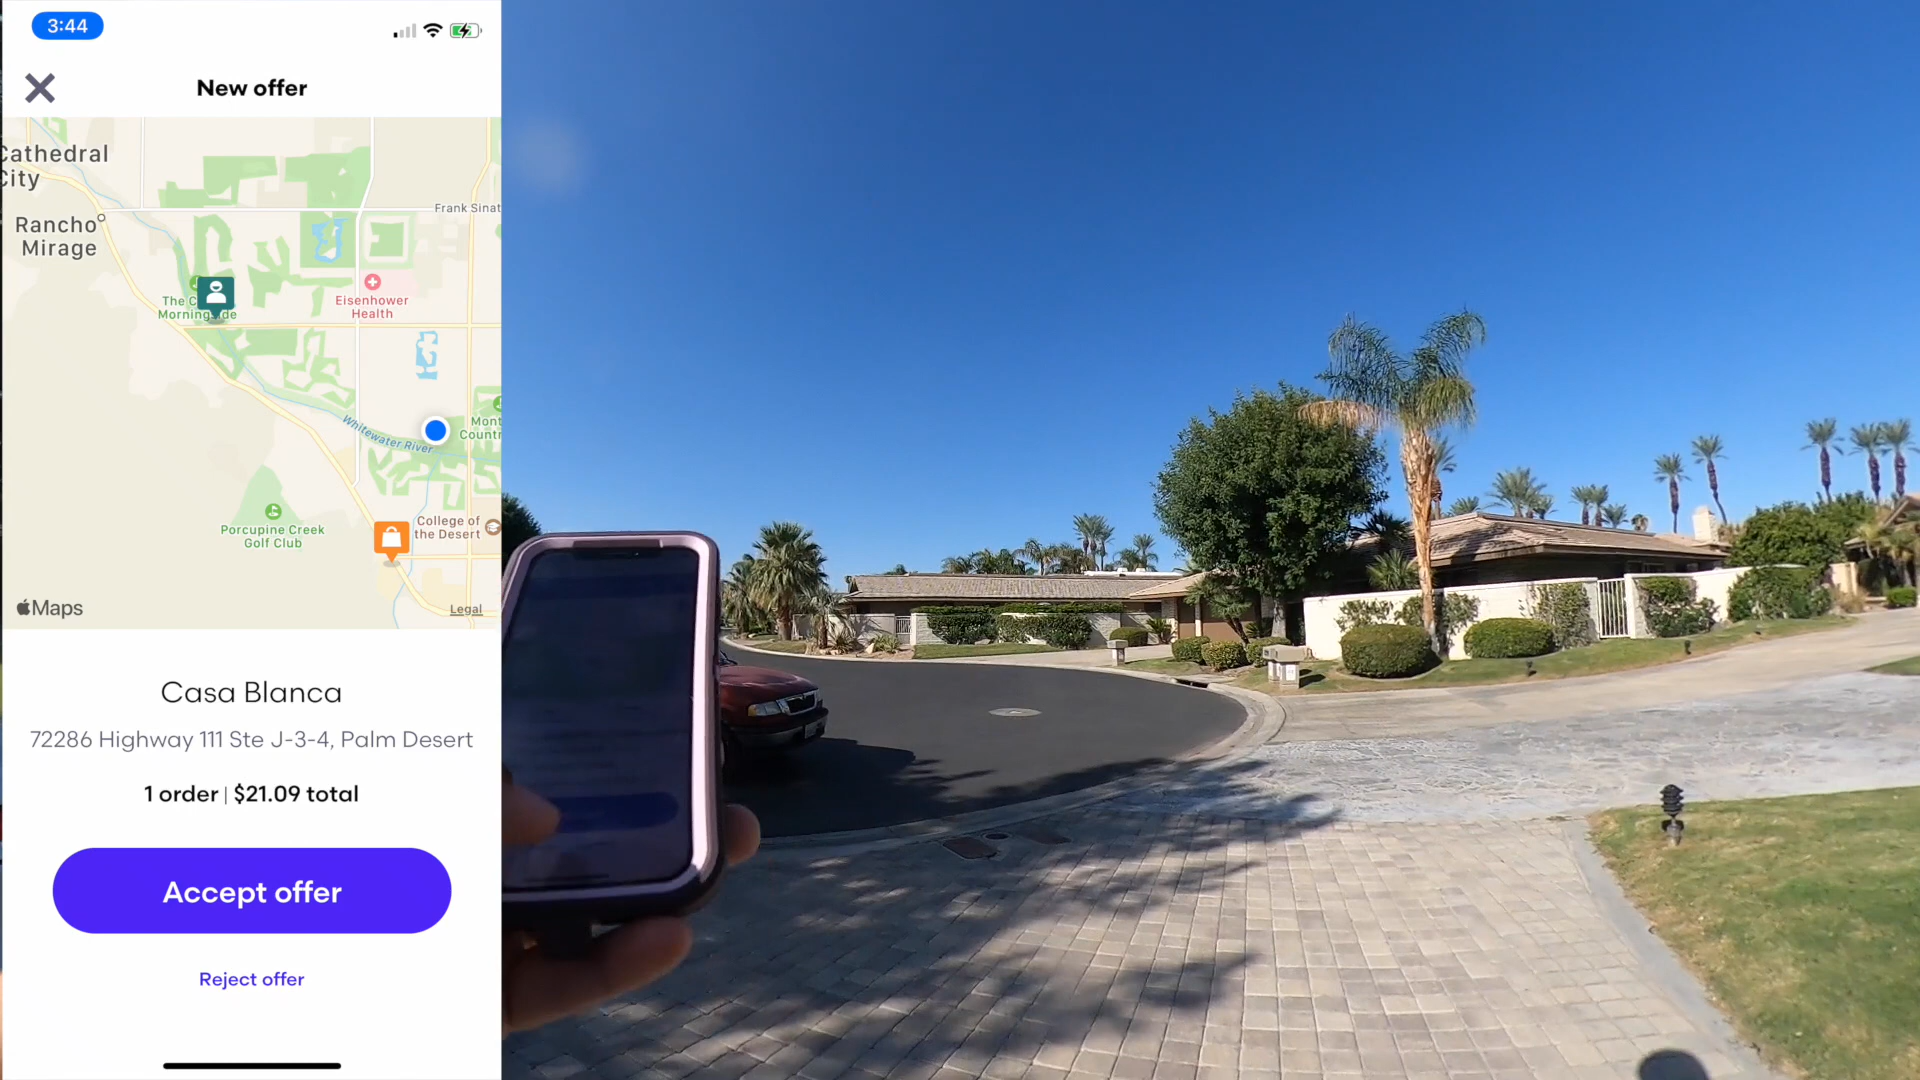 3:44
New offer
Cathedral
City
Rancho
Mirage
Frank Sinat
Eisenhower
Health
The C
Morningside
Whitewater River
Mont
Countr
College of
the Desert
Porcupine Creek
Golf Club
Maps
Legal
Casa Blanca
72286 Highway 111 Ste J-3-4, Palm Desert
1 order | $21.09 total
Accept offer
Reject offer